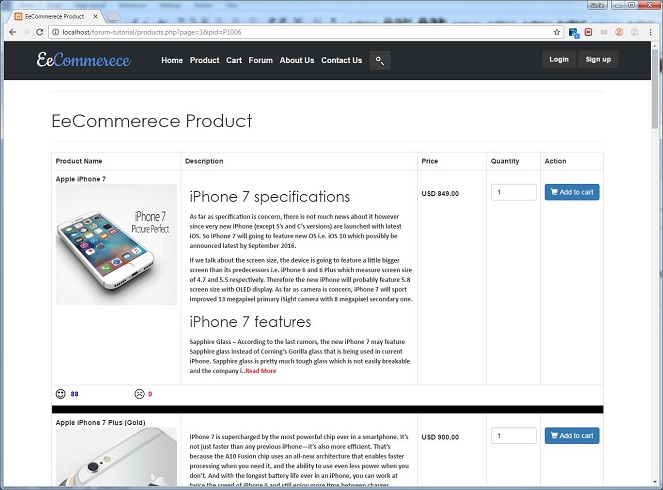 EeCommerece Product
localhost/forum-tutorial/products.php?page=1&pid=P1006
EeCommerece
Home Product Cart Forum About Us Contact Us
Login Sign up
EeCommerece Product
Product Name Description Price Quantity Action
Apple iPhone 7
iPhone 7
Picture Perfect
iPhone 7 specifications
As far as specification is concern, there is not much news about it however
since very new iPhone (except S's and C's versions) are launched with latest
iOS. So iPhone 7 will going to feature new OS i.e. iOS 10 which possibly be
announced latest by September 2016.
If we talk about the screen size, the device is going to feature a little bigger
screen than its predecessors i.e. iPhone 6 and 6 Plus which measure screen size
of 4.7 and 5.5 respectively. Therefore the new iPhone will probably feature 5.8
screen size with OLED display. As far as camera is concern, iPhone 7 will sport
improved 13 megapixel primary iSight camera with 8 megapixel secondary one.
iPhone 7 features
Sapphire Glass – According to the last rumors, the new iPhone 7 may feature
Sapphire glass instead of Corning's Gorilla glass that is being used in current
iPhone. Sapphire glass is pretty much tough glass which is not easily breakable
and the company i..Read More
USD 849.00
1
Add to cart
88 0
Apple iPhone 7 Plus (Gold)
iPhone 7 is supercharged by the most powerful chip ever in a smartphone. It's
not just faster than any previous iPhone—it's also more efficient. That's
because the A10 Fusion chip uses an all-new architecture that enables faster
processing when you need it, and the ability to use even less power when you
don't. And with the longest battery life ever in an iPhone, you can work at
twice the speed of iPhone 6 and still enjoy more time between charges
USD 900.00
1
Add to cart